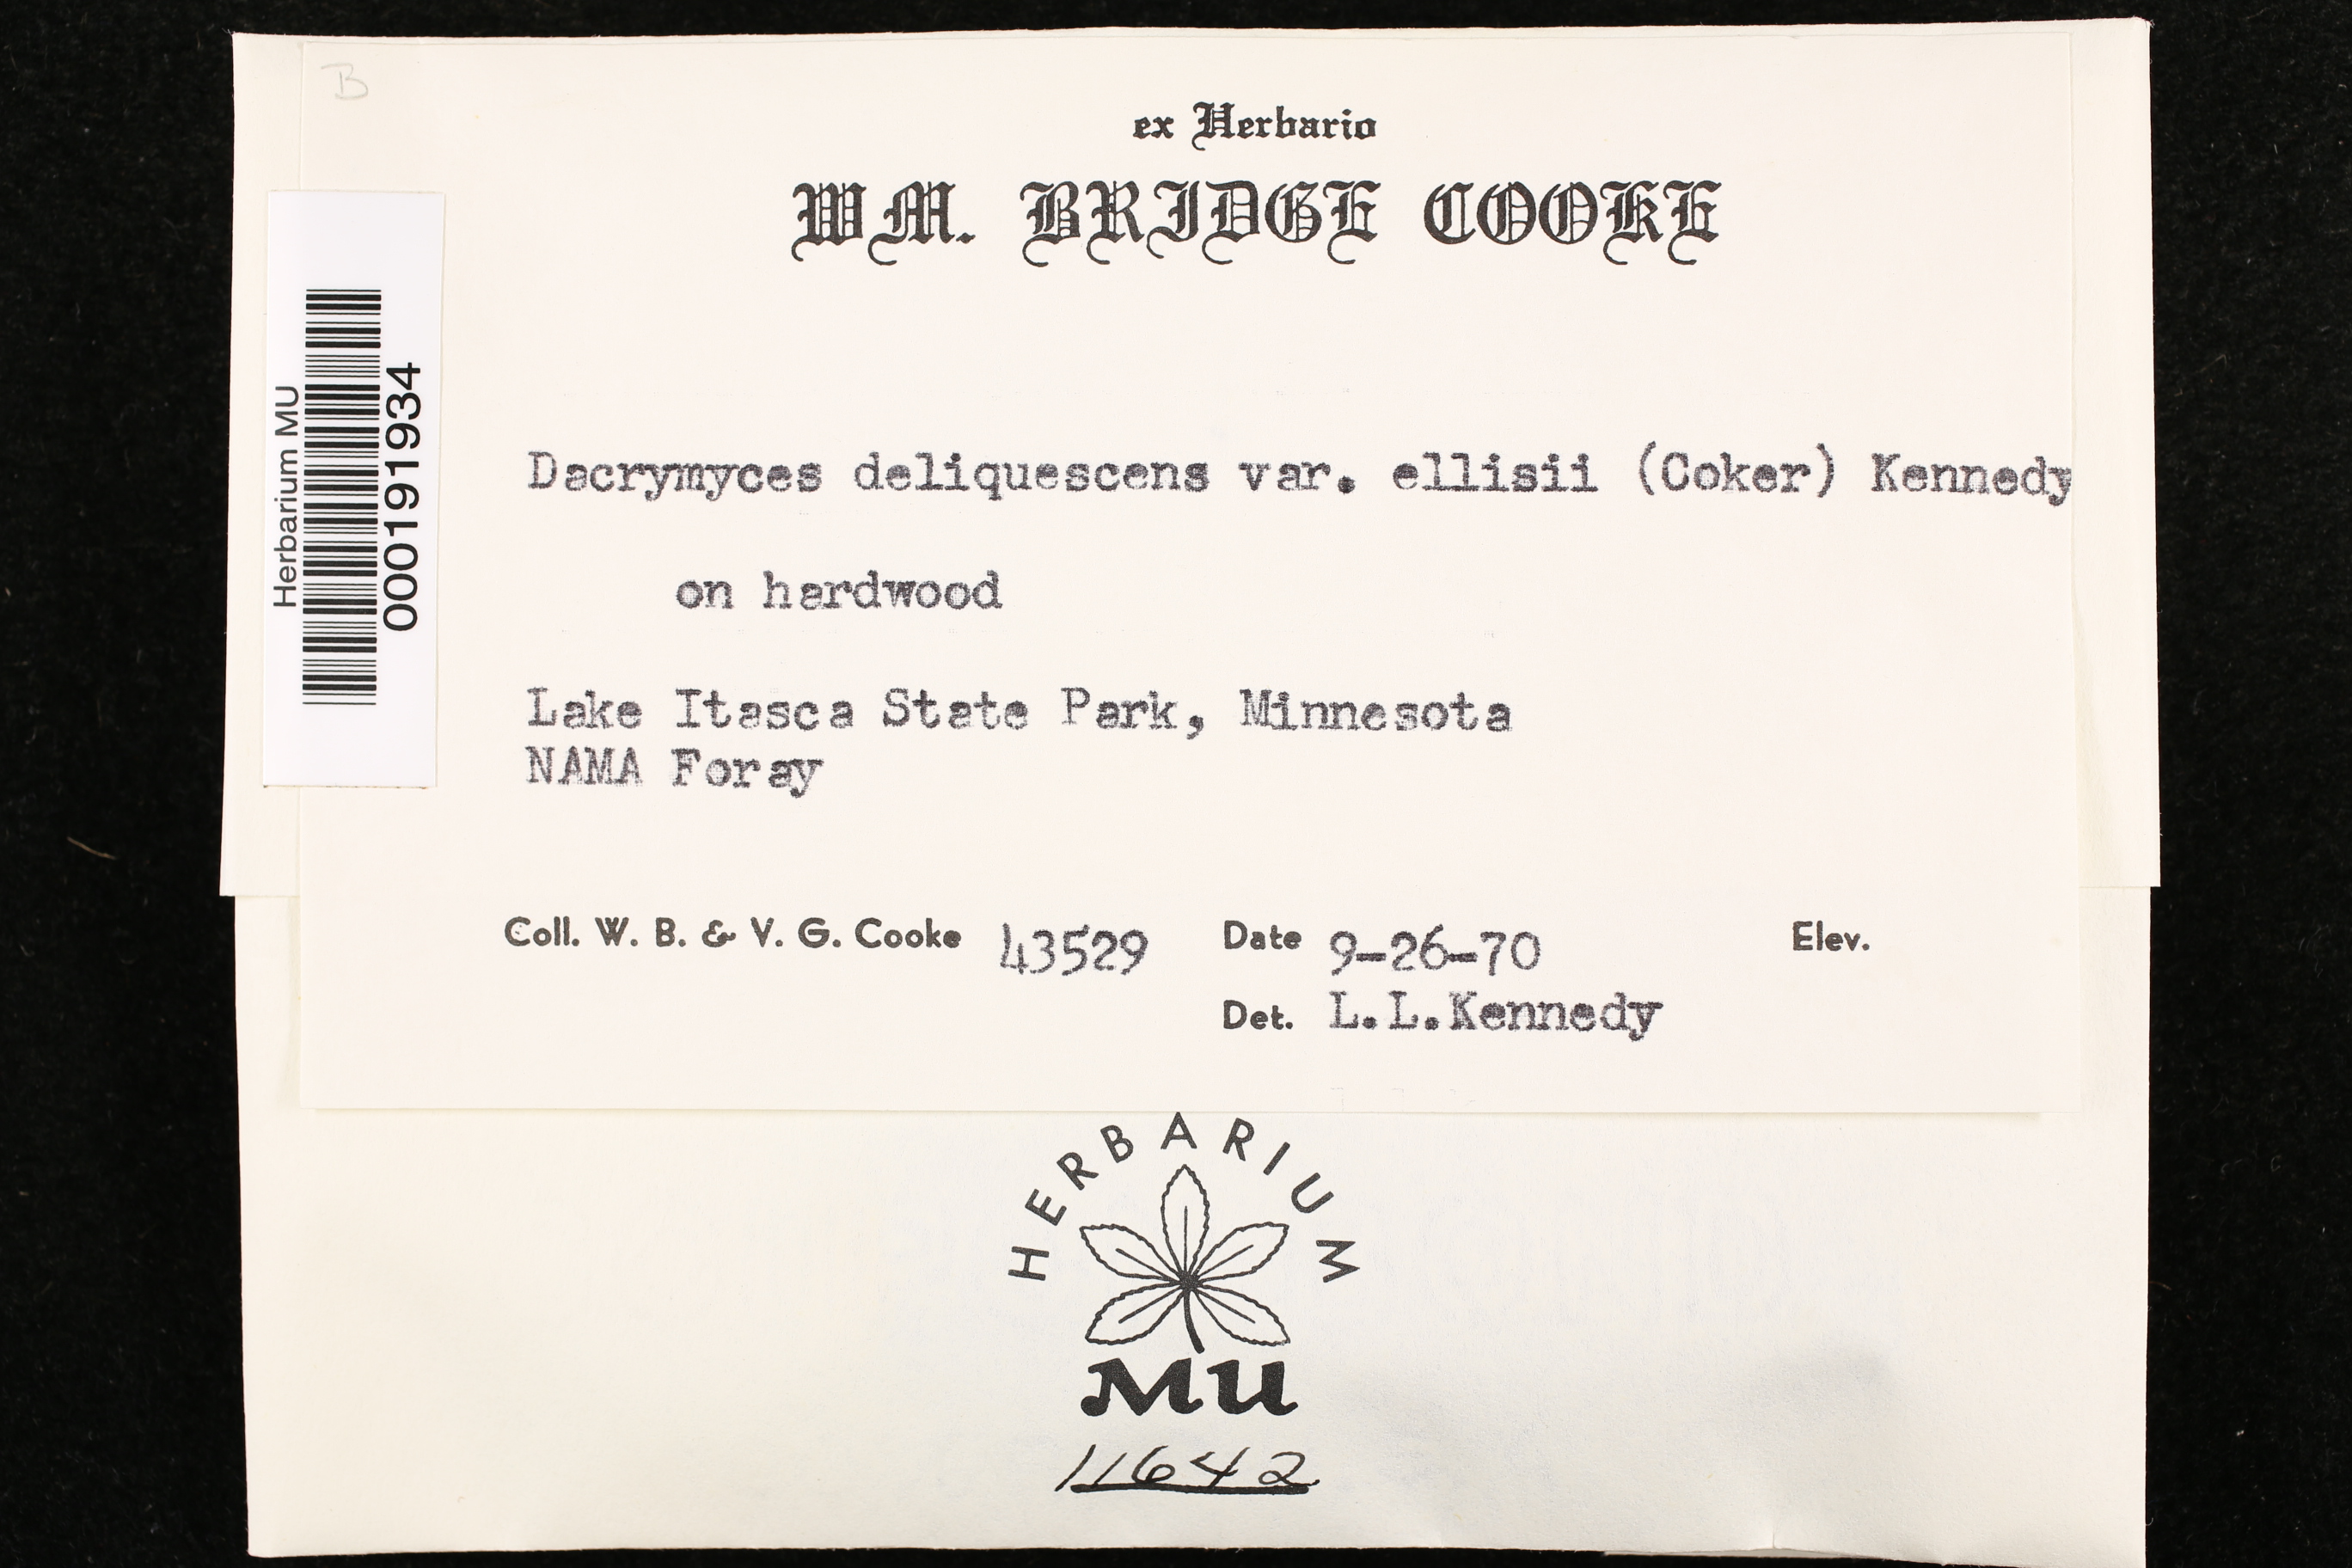 B
ex Herbario
WM. BRIDGE COOKE
Herbarium MU
000191934
Dacrymyces deliquescens var. ellisii (Coker) Kennedy
on hardwood
Lake Itasca State Park, Minnesota
NAMA Foray
Coll. W. B. & V. G. Cooke 43529 Date 9-26-70 Elev.
Det. L.L.Kennedy
HERBARIUM
MU
11642